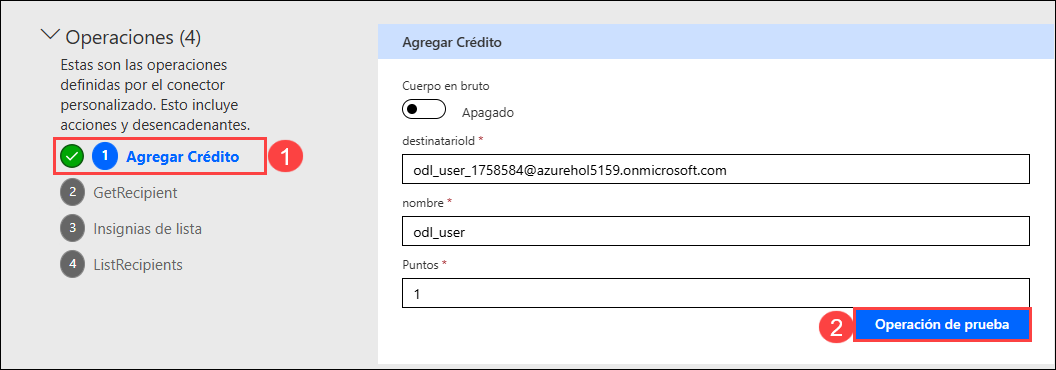 Operaciones (4)
Estas son las operaciones
definidas por el conector
personalizado. Esto incluye
acciones y desencadenantes.
1 Agregar Crédito 1
2 GetRecipient
3 Insignias de lista
4 ListRecipients
Agregar Crédito
Cuerpo en bruto
Apagado
destinatarioId *
odl_user_1758584@azurehol5159.onmicrosoft.com
nombre *
odl_user
Puntos *
1
2 Operación de prueba